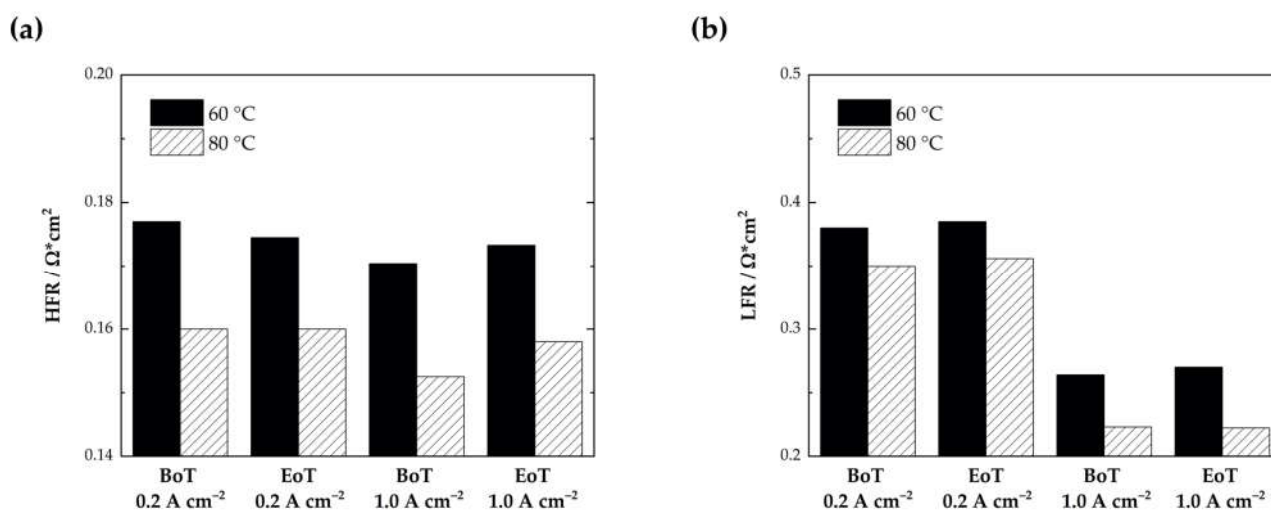 (a)
HFR / Ω*cm²
0.20
0.18
0.16
0.14
60 °C
80 °C
BoT
0.2 A cm⁻²
EoT
0.2 A cm⁻²
BoT
1.0 A cm⁻²
EoT
1.0 A cm⁻²
(b)
LFR / Ω*cm²
0.5
0.4
0.3
0.2
60 °C
80 °C
BoT
0.2 A cm⁻²
EoT
0.2 A cm⁻²
BoT
1.0 A cm⁻²
EoT
1.0 A cm⁻²